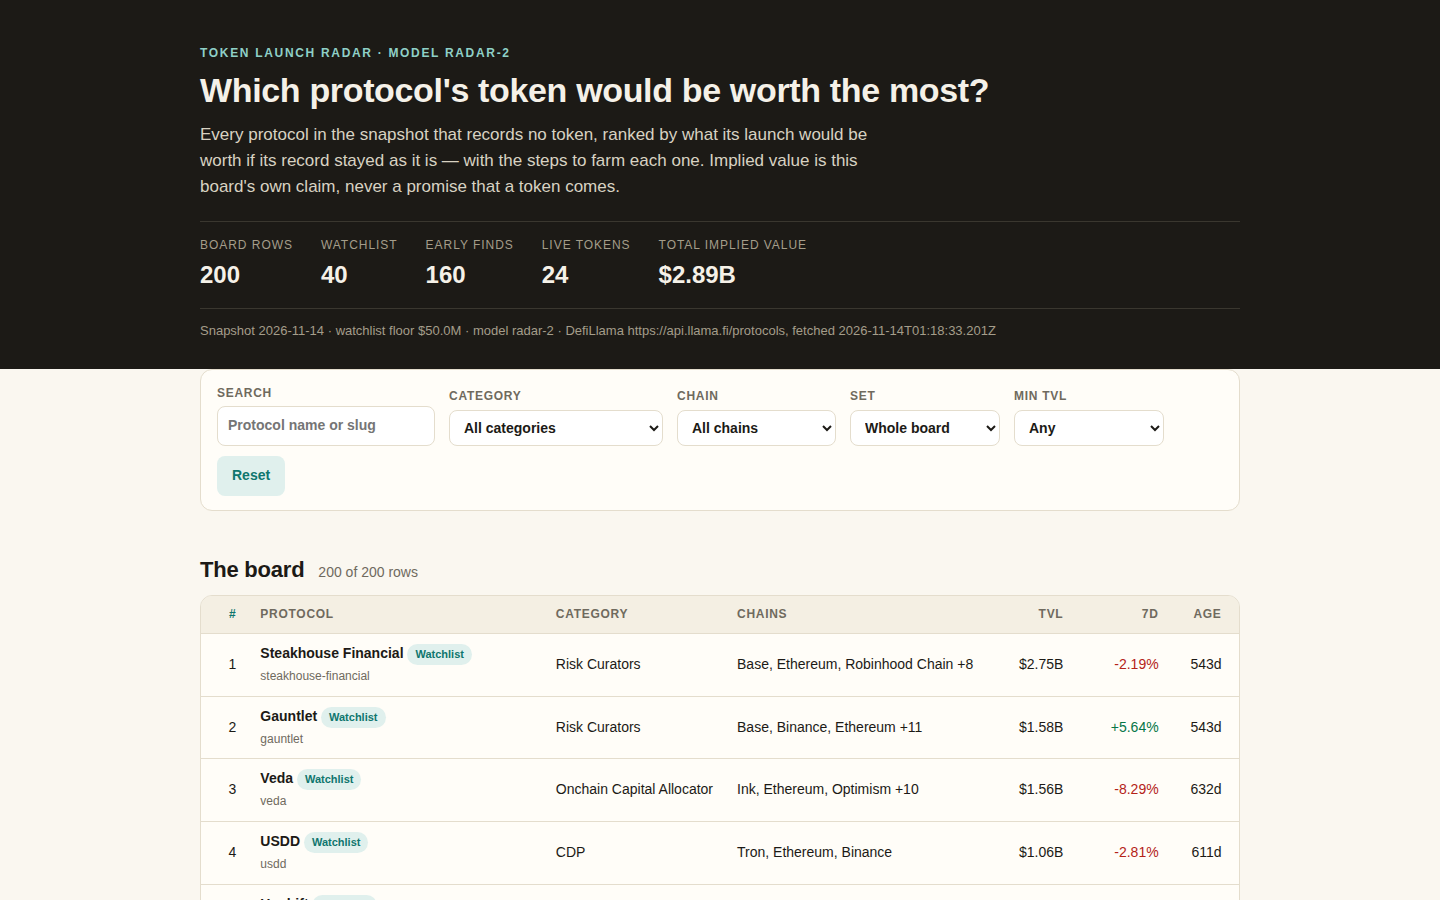 TOKEN LAUNCH RADAR · MODEL RADAR-2
Which protocol's token would be worth the most?
Every protocol in the snapshot that records no token, ranked by what its launch would be
worth if its record stayed as it is — with the steps to farm each one. Implied value is this
board's own claim, never a promise that a token comes.
BOARD ROWS WATCHLIST EARLY FINDS LIVE TOKENS TOTAL IMPLIED VALUE
200 40 160 24 $2.89B
Snapshot 2026-11-14 · watchlist floor $50.0M · model radar-2 · DefiLlama https://api.llama.fi/protocols, fetched 2026-11-14T01:18:33.201Z
SEARCH CATEGORY CHAIN SET MIN TVL
Protocol name or slug All categories All chains Whole board Any
Reset
The board 200 of 200 rows
# PROTOCOL CATEGORY CHAINS TVL 7D AGE
1 Steakhouse Financial Watchlist Risk Curators Base, Ethereum, Robinhood Chain +8 $2.75B -2.19% 543d
steakhouse-financial
2 Gauntlet Watchlist Risk Curators Base, Binance, Ethereum +11 $1.58B +5.64% 543d
gauntlet
3 Veda Watchlist Onchain Capital Allocator Ink, Ethereum, Optimism +10 $1.56B -8.29% 632d
veda
4 USDD Watchlist CDP Tron, Ethereum, Binance $1.06B -2.81% 611d
usdd